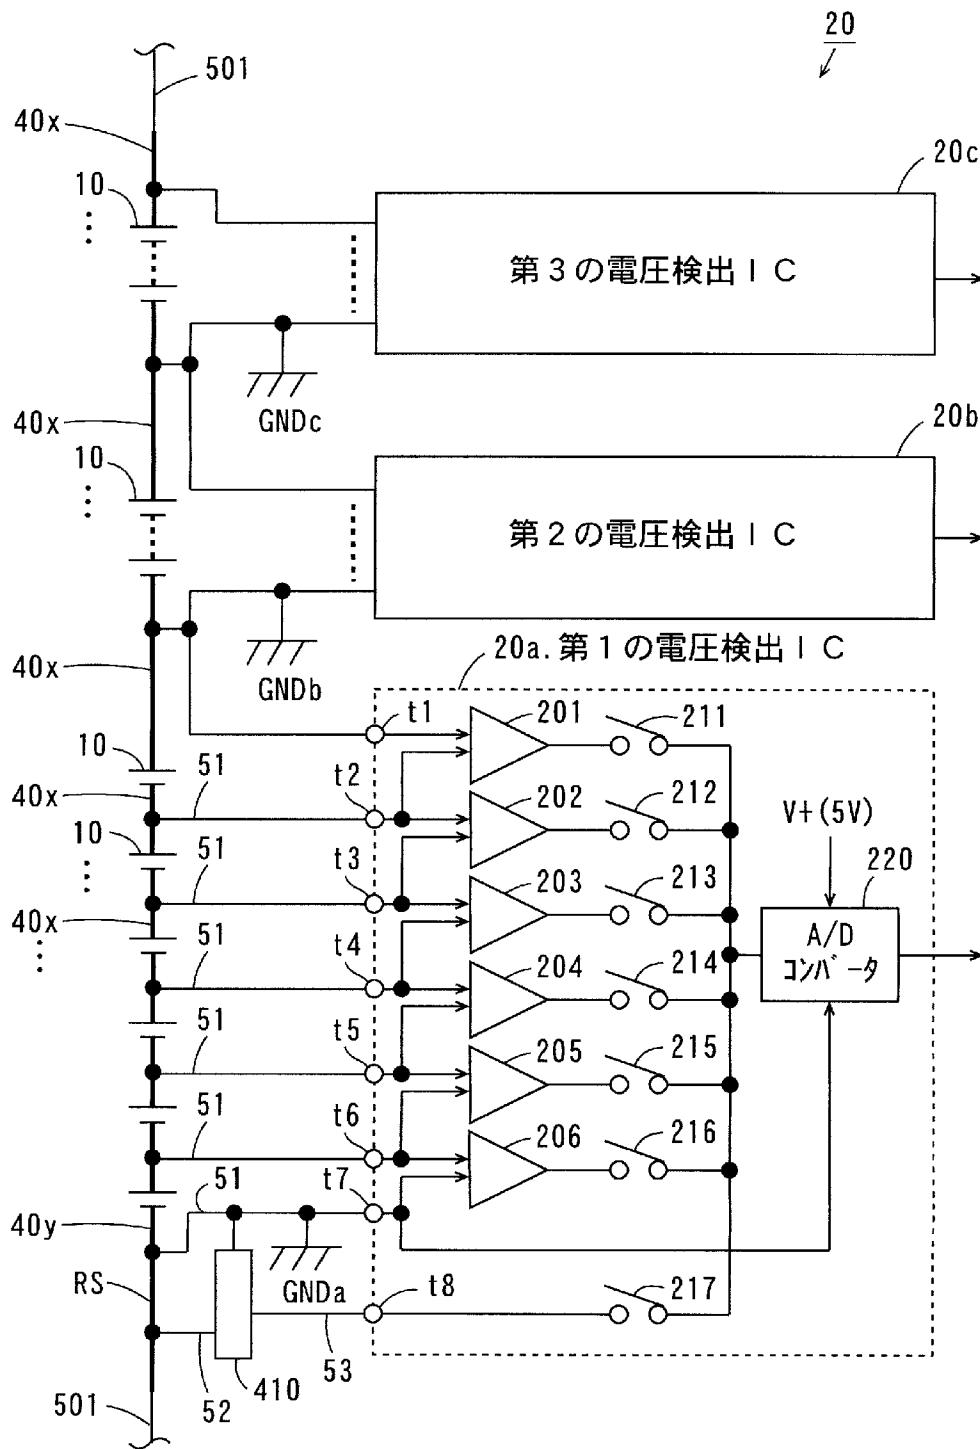 20
501
40x
20c
10
第3の電圧検出IC
GNDc
40x
20b
10
第2の電圧検出IC
20a.第1の電圧検出IC
40x
GNDb
t1
201
211
10
51
t2
202
212
40x
V+(5V)
10
51
t3
203
213
220
40x
A/D
コンバータ
51
t4
204
214
51
t5
205
215
51
t6
206
216
51
t7
40y
RS
GNDa
t8
217
53
410
52
501